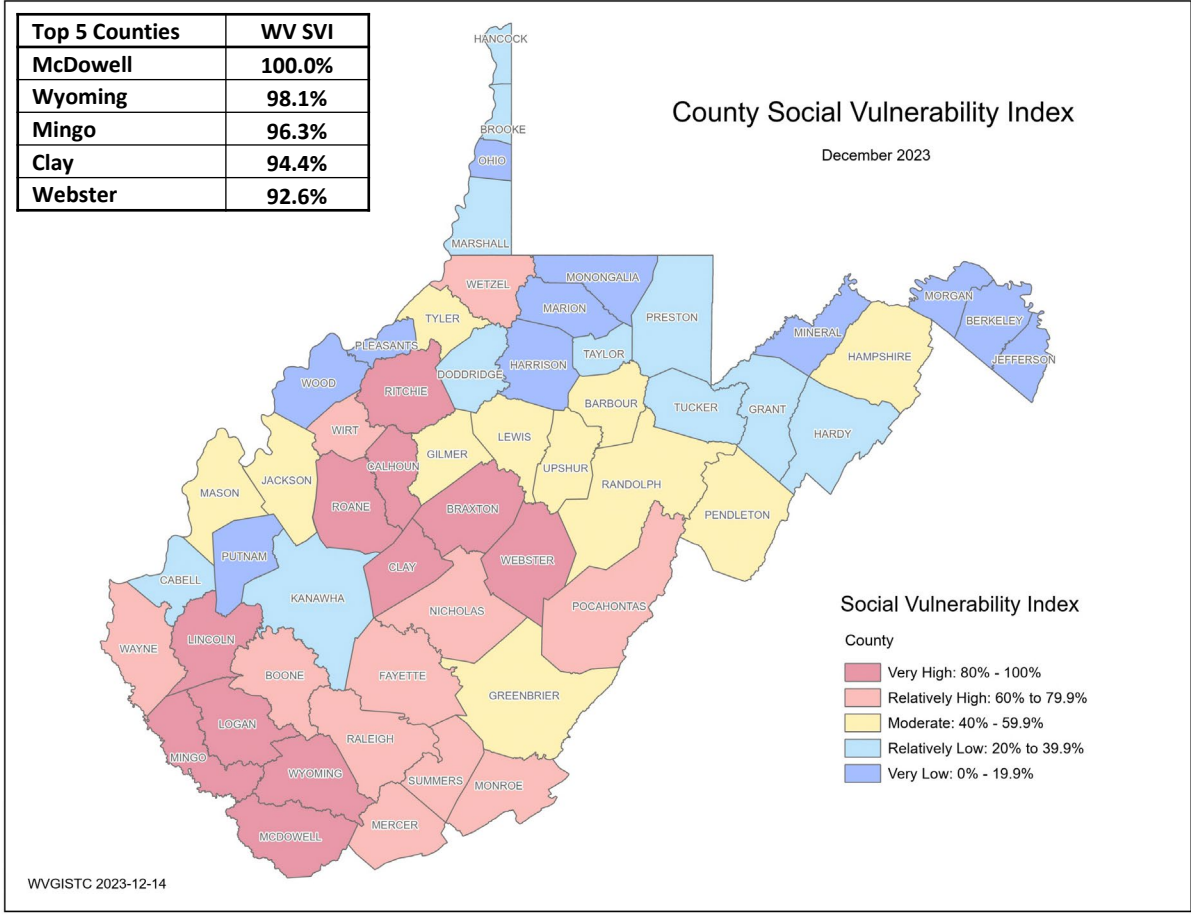 Top 5 Counties WV SVI
McDowell 100.0%
Wyoming 98.1%
Mingo 96.3%
Clay 94.4%
Webster 92.6%
County Social Vulnerability Index
December 2023
HANCOCK
BROOKE
OHIO
MARSHALL
WETZEL
MONONGALIA
MARION
PRESTON
TYLER
PLEASANTS
DODDRIDGE
HARRISON
TAYLOR
MINERAL
HAMPSHIRE
MORGAN
BERKELEY
JEFFERSON
WOOD
RITCHIE
BARBOUR
TUCKER
GRANT
HARDY
WIRT
CALHOUN
GILMER
LEWIS
UPSHUR
RANDOLPH
PENDLETON
MASON
JACKSON
ROANE
BRAXTON
WEBSTER
PUTNAM
CABELL
KANAWHA
CLAY
NICHOLAS
POCAHONTAS
WAYNE
LINCOLN
BOONE
FAYETTE
GREENBRIER
LOGAN
MINGO
RALEIGH
WYOMING
SUMMERS
MONROE
MCDOWELL
MERCER
Social Vulnerability Index
County
Very High: 80% - 100%
Relatively High: 60% to 79.9%
Moderate: 40% - 59.9%
Relatively Low: 20% to 39.9%
Very Low: 0% - 19.9%
WVGISTC 2023-12-14